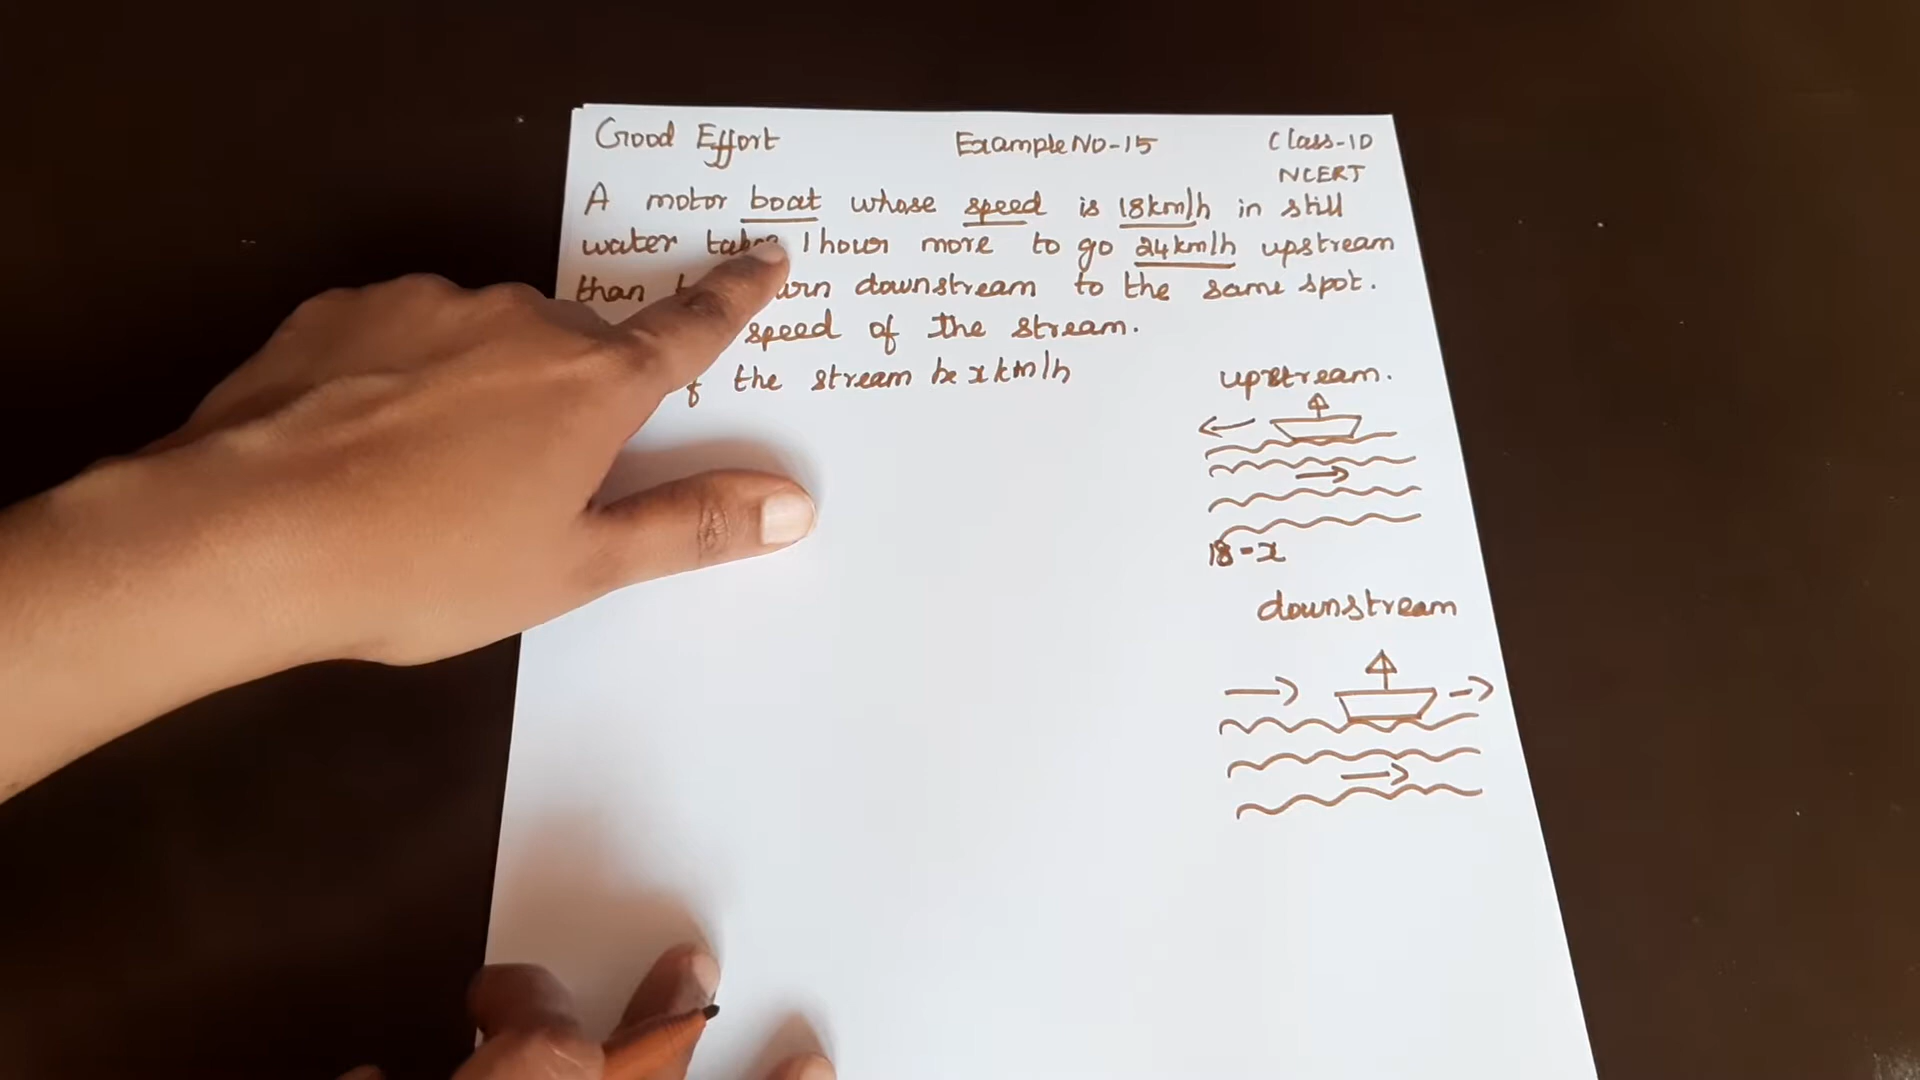 Good Effort Example No-15 Class-10
NCERT
A motor boat whose speed is 18km/h in still
water takes 1hour more to go 24km/h upstream
than downstream to the same spot.
speed of the stream.
the stream be x km/h
upstream.
18-x
downstream